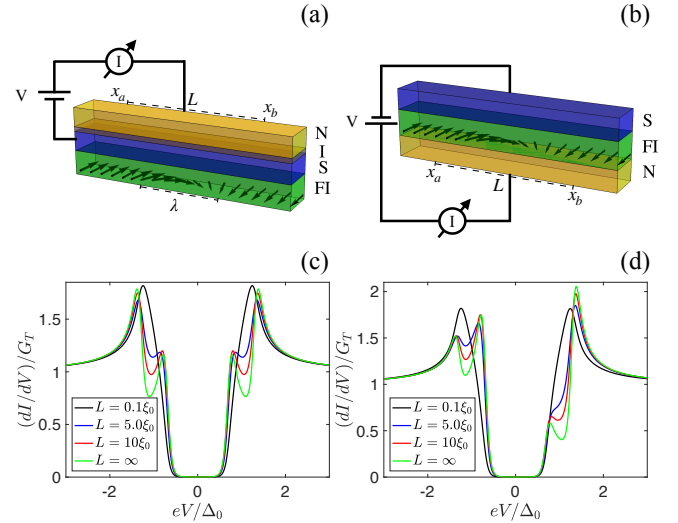 (a)
I
V
x_a
L
x_b
N
I
S
FI
λ
(b)
V
S
FI
N
x_a
L
x_b
I
(c)
(dI/dV)/G_T
1.5
1
0.5
0
L = 0.1ξ_0
L = 5.0ξ_0
L = 10ξ_0
L = ∞
-2 0 2
eV/Δ_0
(d)
(dI/dV)/G_T
2
1.5
1
0.5
0
L = 0.1ξ_0
L = 5.0ξ_0
L = 10ξ_0
L = ∞
-2 0 2
eV/Δ_0